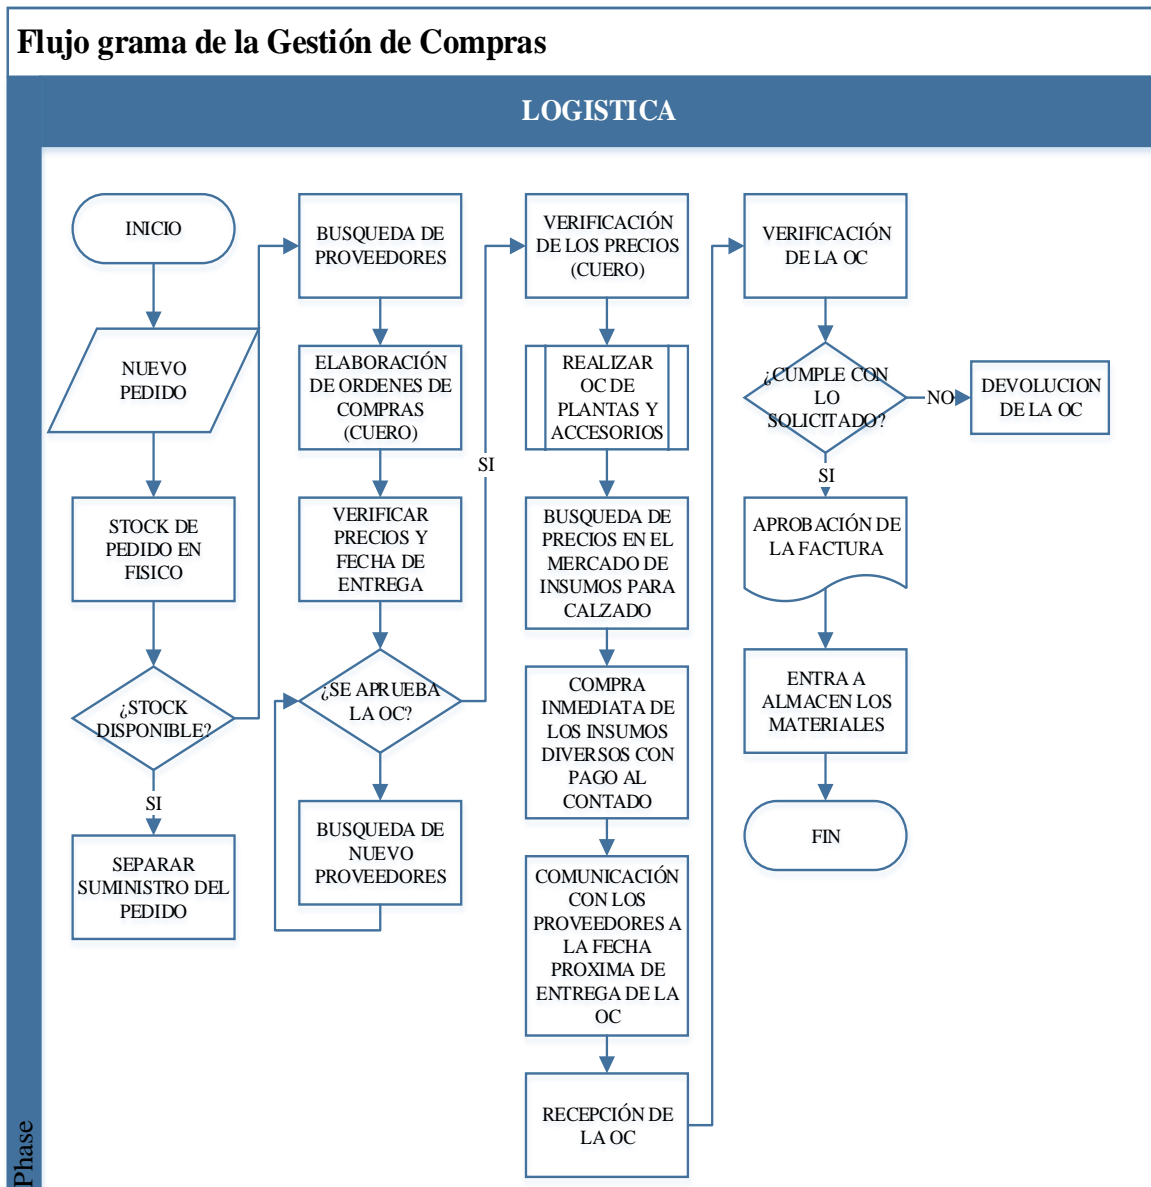 Flujo grama de la Gestión de Compras
LOGISTICA
Phase
INICIO
NUEVO
PEDIDO
STOCK DE
PEDIDO EN
FISICO
¿STOCK
DISPONIBLE?
SI
SEPARAR
SUMINISTRO DEL
PEDIDO
BUSQUEDA DE
PROVEEDORES
ELABORACIÓN
DE ORDENES DE
COMPRAS
(CUERO)
VERIFICAR
PRECIOS Y
FECHA DE
ENTREGA
¿SE APRUEBA
LA OC?
SI
BUSQUEDA DE
NUEVO
PROVEEDORES
VERIFICACIÓN
DE LOS PRECIOS
(CUERO)
REALIZAR
OC DE
PLANTAS Y
ACCESORIOS
BUSQUEDA DE
PRECIOS EN EL
MERCADO DE
INSUMOS PARA
CALZADO
COMPRA
INMEDIATA DE
LOS INSUMOS
DIVERSOS CON
PAGO AL
CONTADO
COMUNICACIÓN
CON LOS
PROVEEDORES A
LA FECHA
PROXIMA DE
ENTREGA DE LA
OC
RECEPCIÓN DE
LA OC
VERIFICACIÓN
DE LA OC
¿CUMPLE CON
LO
SOLICITADO?
NO
DEVOLUCION
DE LA OC
SI
APROBACIÓN DE
LA FACTURA
ENTRA A
ALMACEN LOS
MATERIALES
FIN